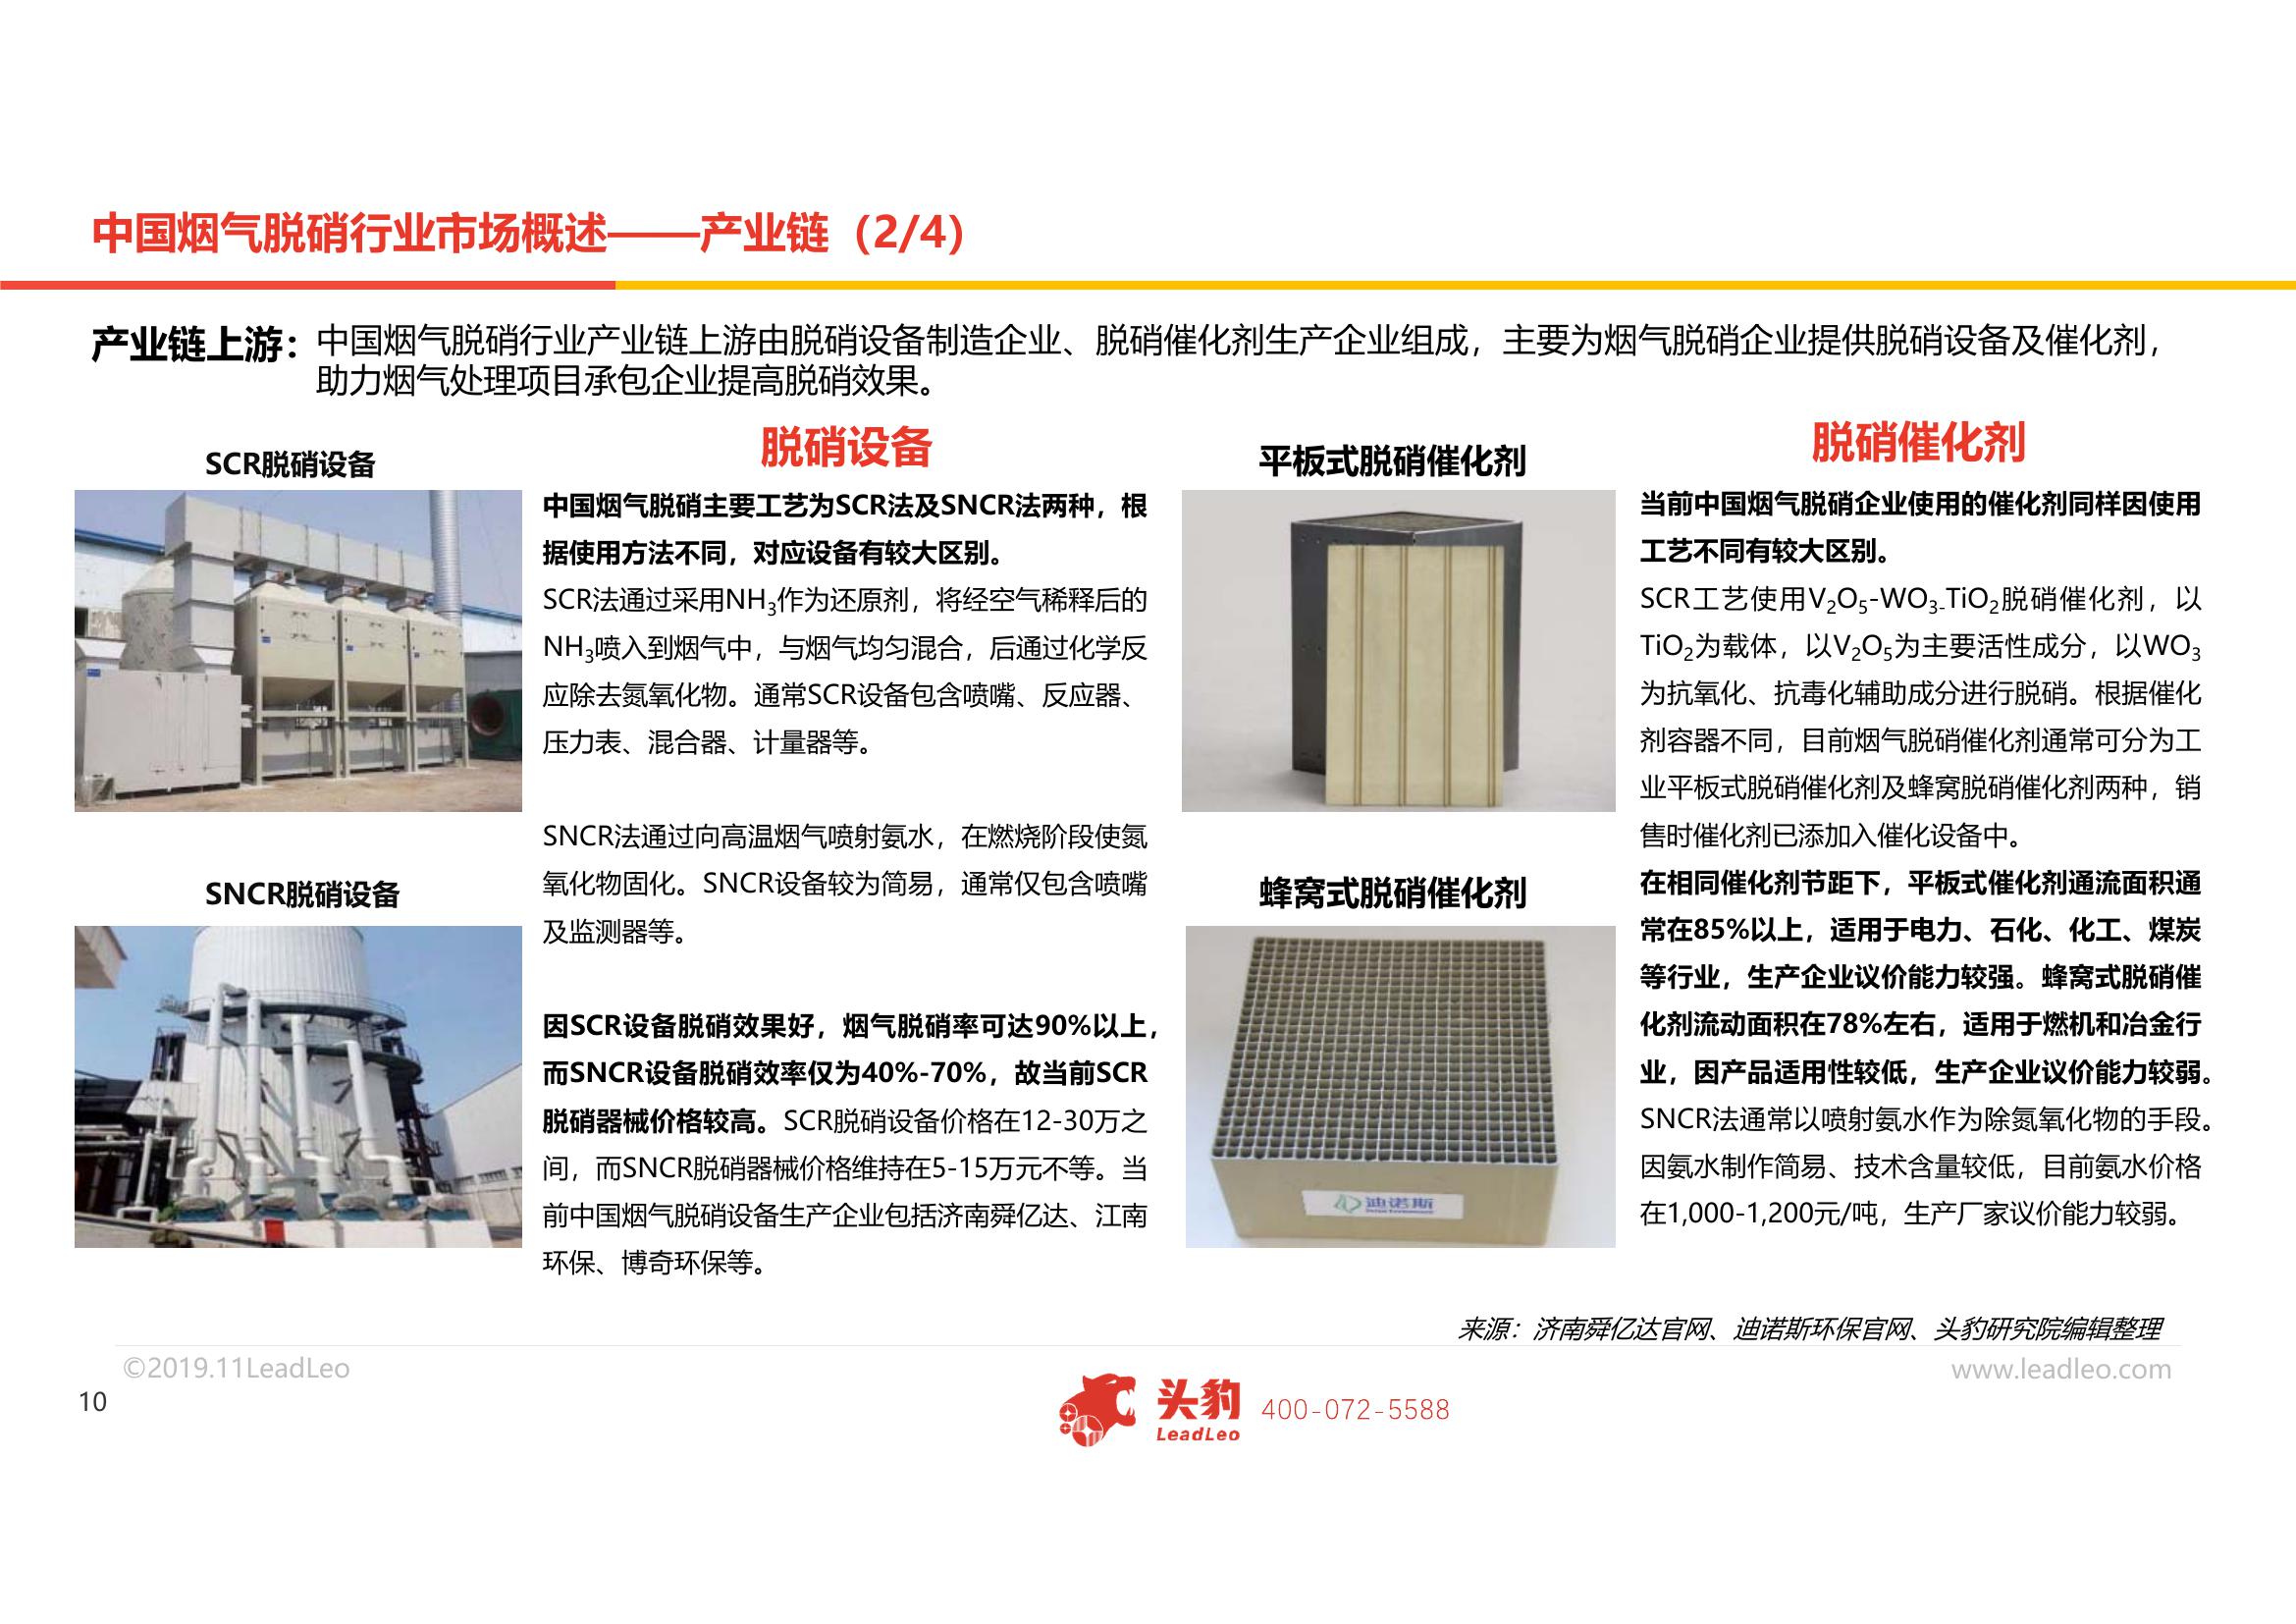 中国烟气脱硝行业市场概述——产业链（2/4）
产业链上游：中国烟气脱硝行业产业链上游由脱硝设备制造企业、脱硝催化剂生产企业组成，主要为烟气脱硝企业提供脱硝设备及催化剂，
助力烟气处理项目承包企业提高脱硝效果。
SCR脱硝设备
SNCR脱硝设备
脱硝设备
中国烟气脱硝主要工艺为SCR法及SNCR法两种，根
据使用方法不同，对应设备有较大区别。
SCR法通过采用NH₃作为还原剂，将经空气稀释后的
NH₃喷入到烟气中，与烟气均匀混合，后通过化学反
应除去氮氧化物。通常SCR设备包含喷嘴、反应器、
压力表、混合器、计量器等。
SNCR法通过向高温烟气喷射氨水，在燃烧阶段使氮
氧化物固化。SNCR设备较为简易，通常仅包含喷嘴
及监测器等。
因SCR设备脱硝效果好，烟气脱硝率可达90%以上，
而SNCR设备脱硝效率仅为40%-70%，故当前SCR
脱硝器械价格较高。SCR脱硝设备价格在12-30万之
间，而SNCR脱硝器械价格维持在5-15万元不等。当
前中国烟气脱硝设备生产企业包括济南舜亿达、江南
环保、博奇环保等。
平板式脱硝催化剂
蜂窝式脱硝催化剂
迪诺斯
脱硝催化剂
当前中国烟气脱硝企业使用的催化剂同样因使用
工艺不同有较大区别。
SCR工艺使用V₂O₅-WO₃-TiO₂脱硝催化剂，以
TiO₂为载体，以V₂O₅为主要活性成分，以WO₃
为抗氧化、抗毒化辅助成分进行脱硝。根据催化
剂容器不同，目前烟气脱硝催化剂通常可分为工
业平板式脱硝催化剂及蜂窝脱硝催化剂两种，销
售时催化剂已添加入催化设备中。
在相同催化剂节距下，平板式催化剂通流面积通
常在85%以上，适用于电力、石化、化工、煤炭
等行业，生产企业议价能力较强。蜂窝式脱硝催
化剂流动面积在78%左右，适用于燃机和冶金行
业，因产品适用性较低，生产企业议价能力较弱。
SNCR法通常以喷射氨水作为除氮氧化物的手段。
因氨水制作简易、技术含量较低，目前氨水价格
在1,000-1,200元/吨，生产厂家议价能力较弱。
来源：济南舜亿达官网、迪诺斯环保官网、头豹研究院编辑整理
©2019.11LeadLeo
www.leadleo.com
10
头豹
LeadLeo
400-072-5588